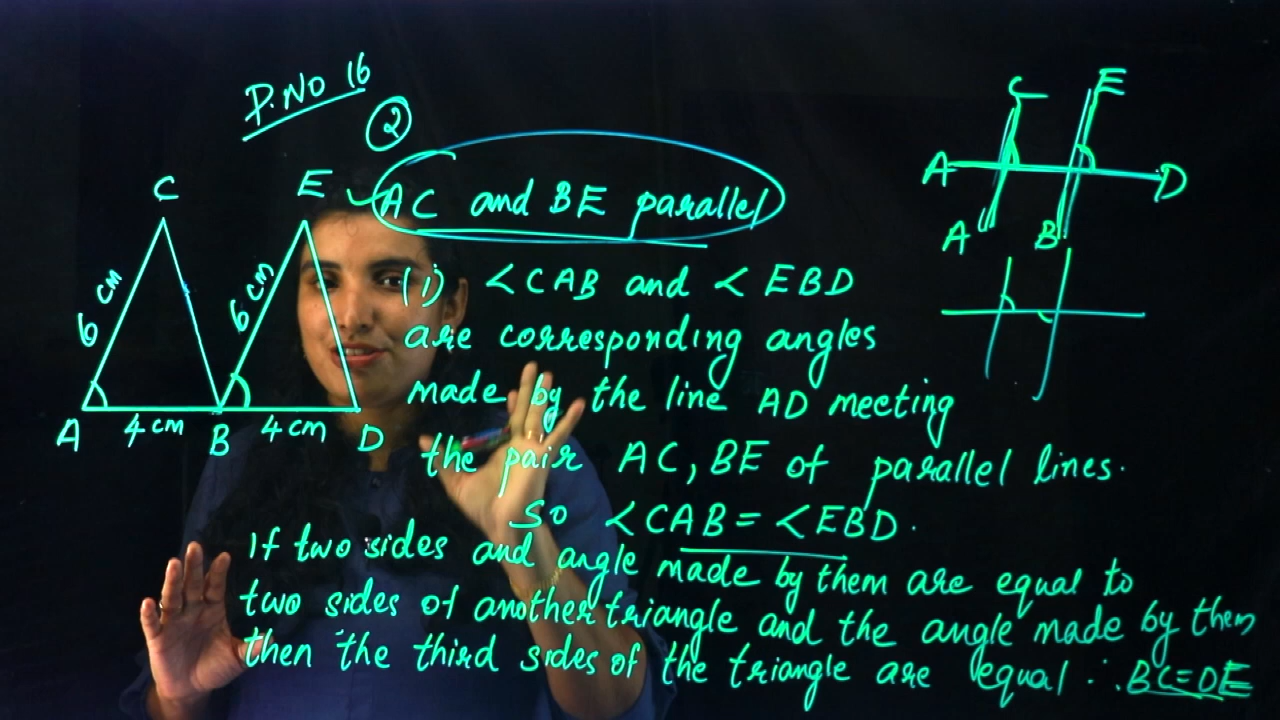 P.NO 16
②
AC and BE parallel
(i) <CAB and <EBD
are corresponding angles
made by the line AD meeting
the pair AC, BE of parallel lines.
so <CAB = <EBD.
If two sides and angle made by them are equal to
two sides of another triangle and the angle made by them
then the third sides of the triangle are equal ∴ BC=DE
C
E
6 cm
6 cm
A
4 cm
B
4 cm
D
C
E
A
D
A
B